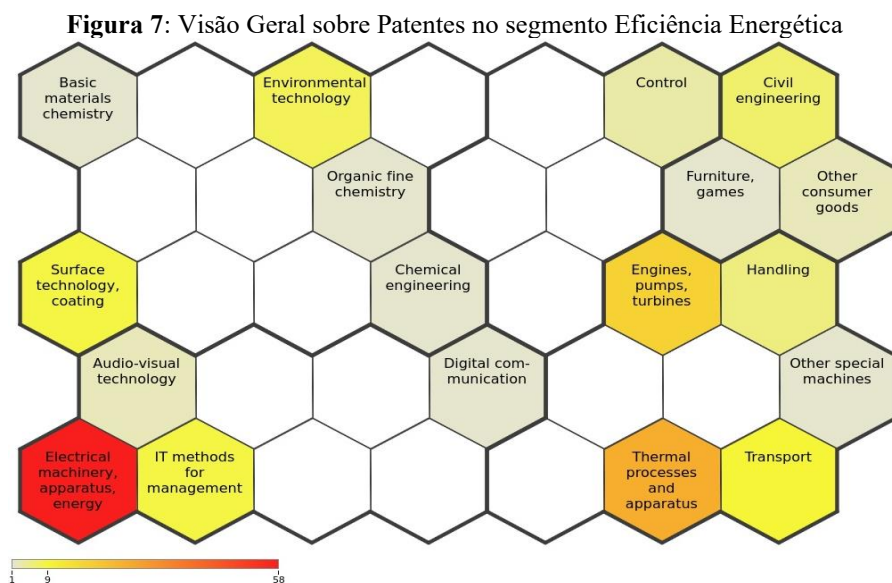 Figura 7: Visão Geral sobre Patentes no segmento Eficiência Energética
Basic
materials
chemistry
Environmental
technology
Control
Civil
engineering
Organic fine
chemistry
Furniture,
games
Other
consumer
goods
Surface
technology,
coating
Chemical
engineering
Engines,
pumps,
turbines
Handling
Audio-visual
technology
Digital com-
munication
Other special
machines
Electrical
machinery,
apparatus,
energy
IT methods
for
management
Thermal
processes
and
apparatus
Transport
1 9 58